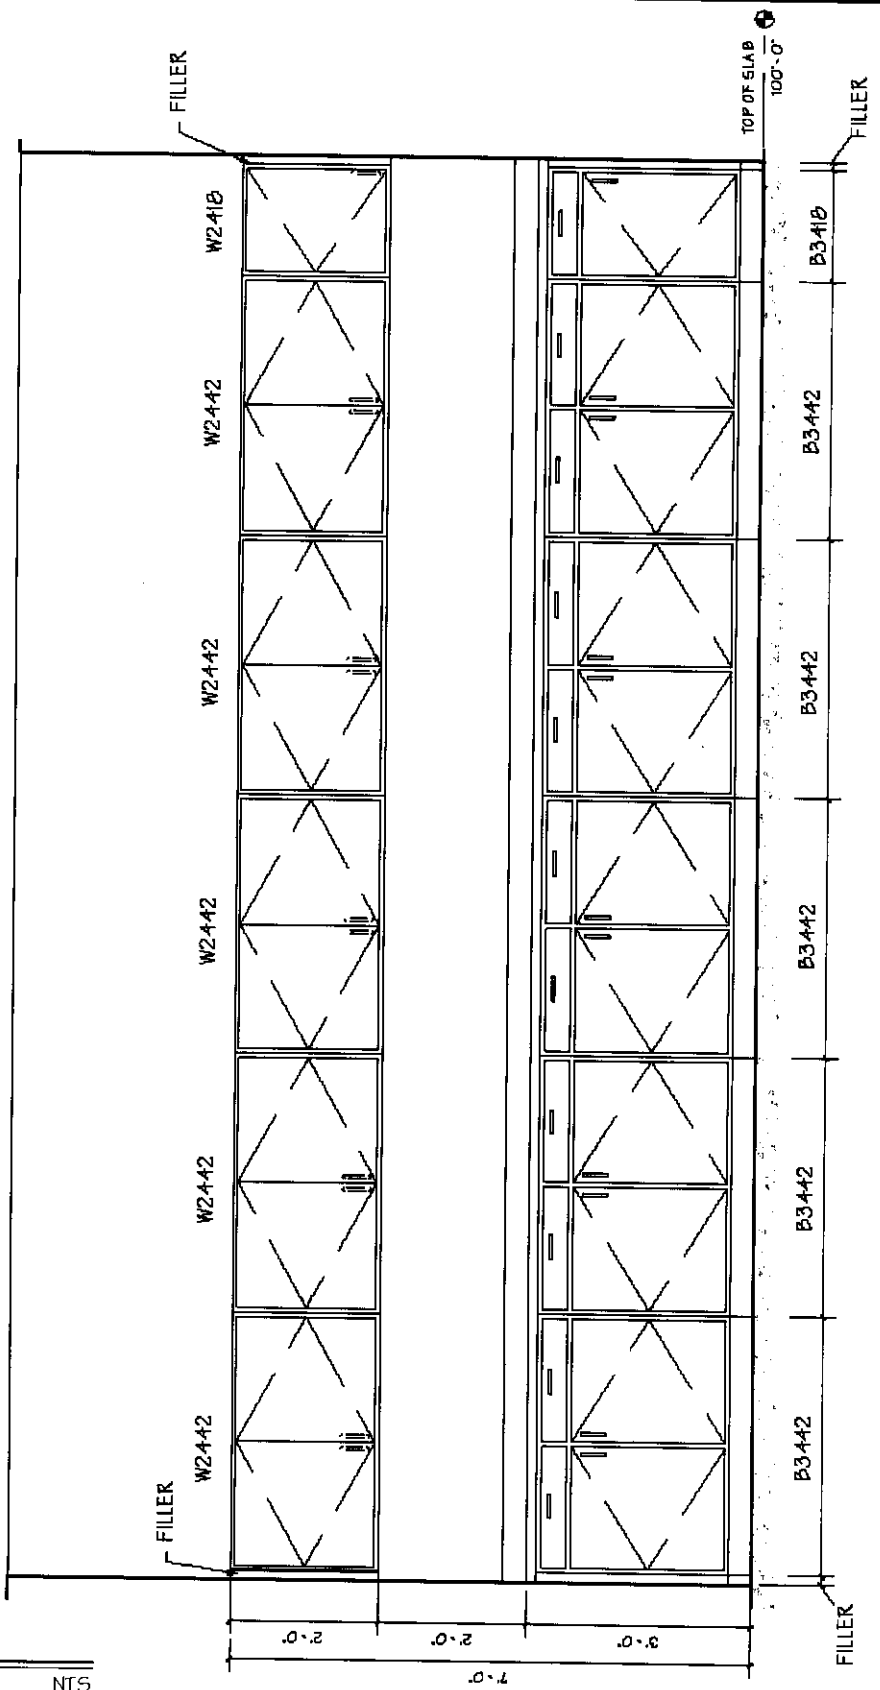 FILLER
W2442
W2442
W2442
W2442
W2442
W2418
FILLER
2'-0"
2'-0"
3'-0"
7'-0"
TOP OF SLAB
100'-0"
FILLER
B3442
B3442
B3442
B3442
B3442
B3418
FILLER
NTS